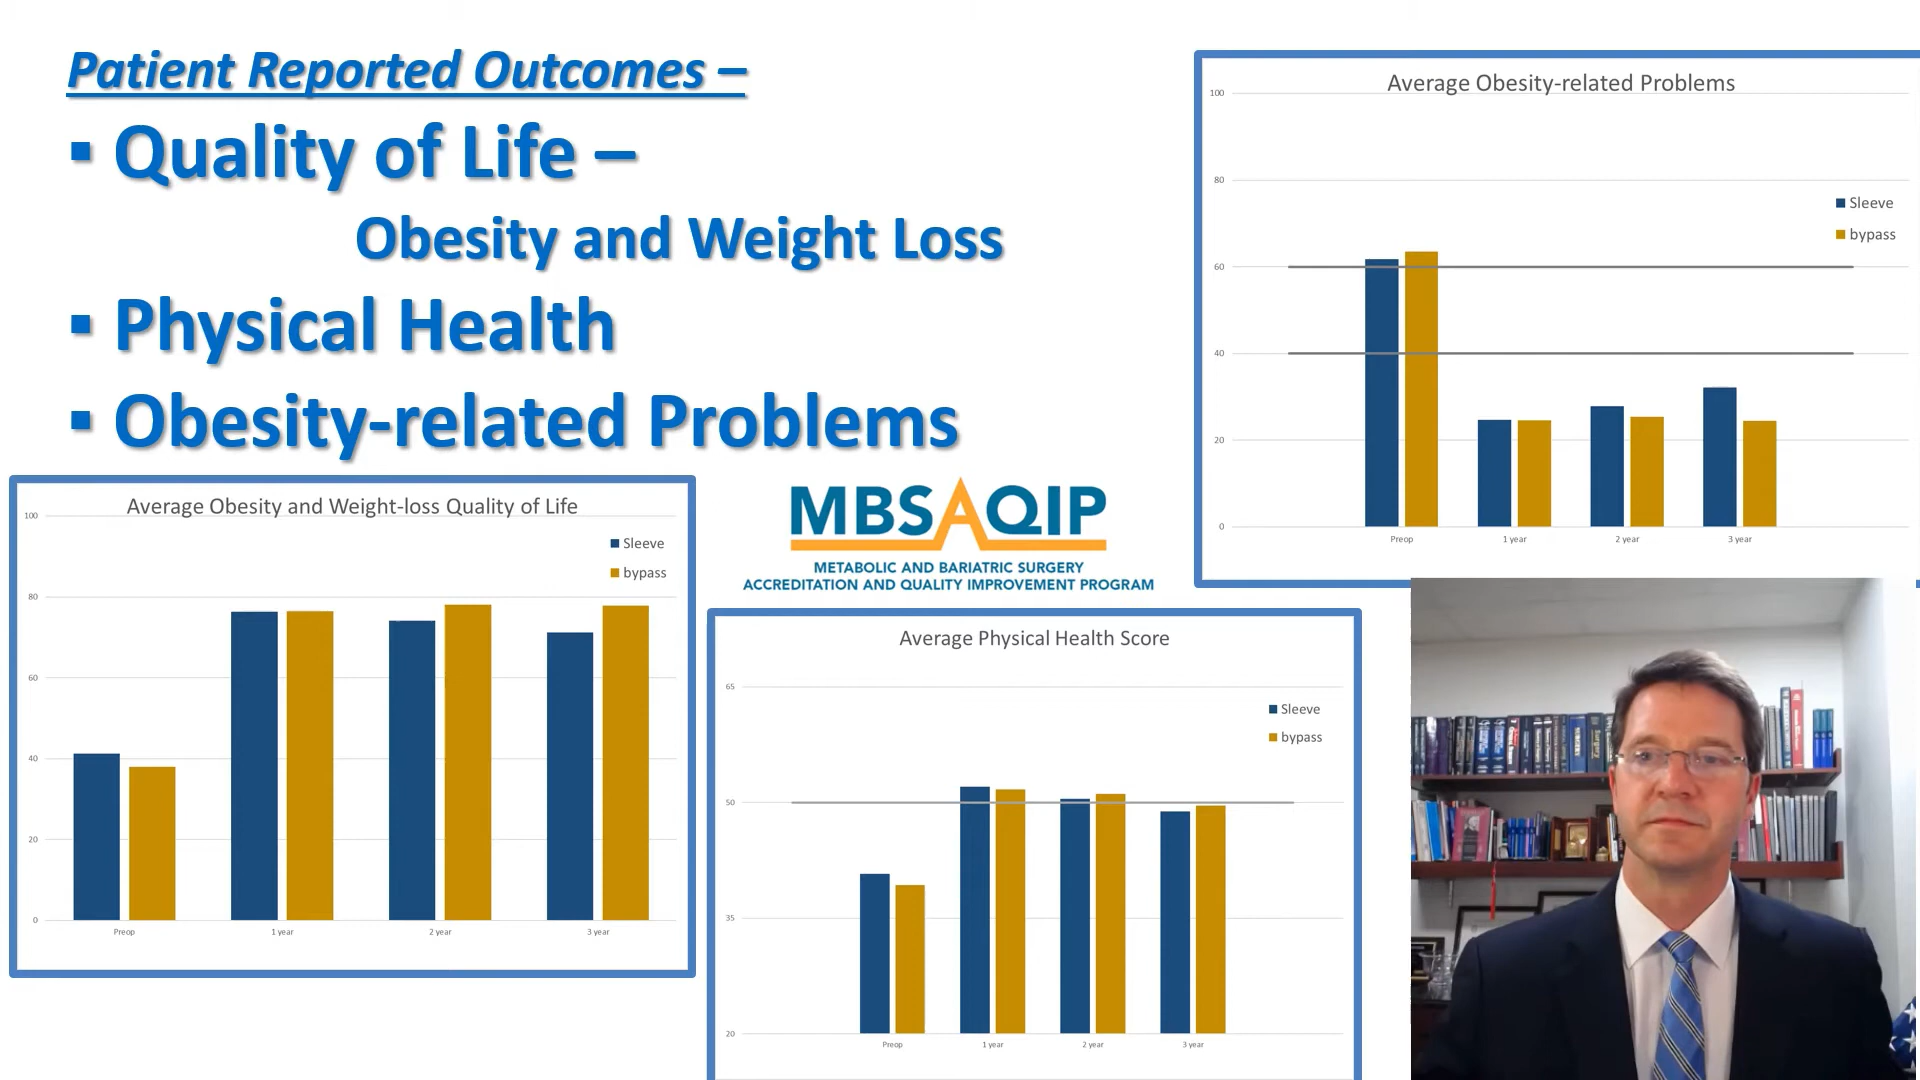 Patient Reported Outcomes –
▪ Quality of Life –
Obesity and Weight Loss
▪ Physical Health
▪ Obesity-related Problems
Average Obesity-related Problems
100
80
60
40
20
0
Sleeve
bypass
Preop 1 year 2 year 3 year
Average Obesity and Weight-loss Quality of Life
100
80
60
40
20
0
Sleeve
bypass
Preop 1 year 2 year 3 year
MBSAQIP
METABOLIC AND BARIATRIC SURGERY
ACCREDITATION AND QUALITY IMPROVEMENT PROGRAM
Average Physical Health Score
65
50
35
20
Sleeve
bypass
Preop 1 year 2 year 3 year